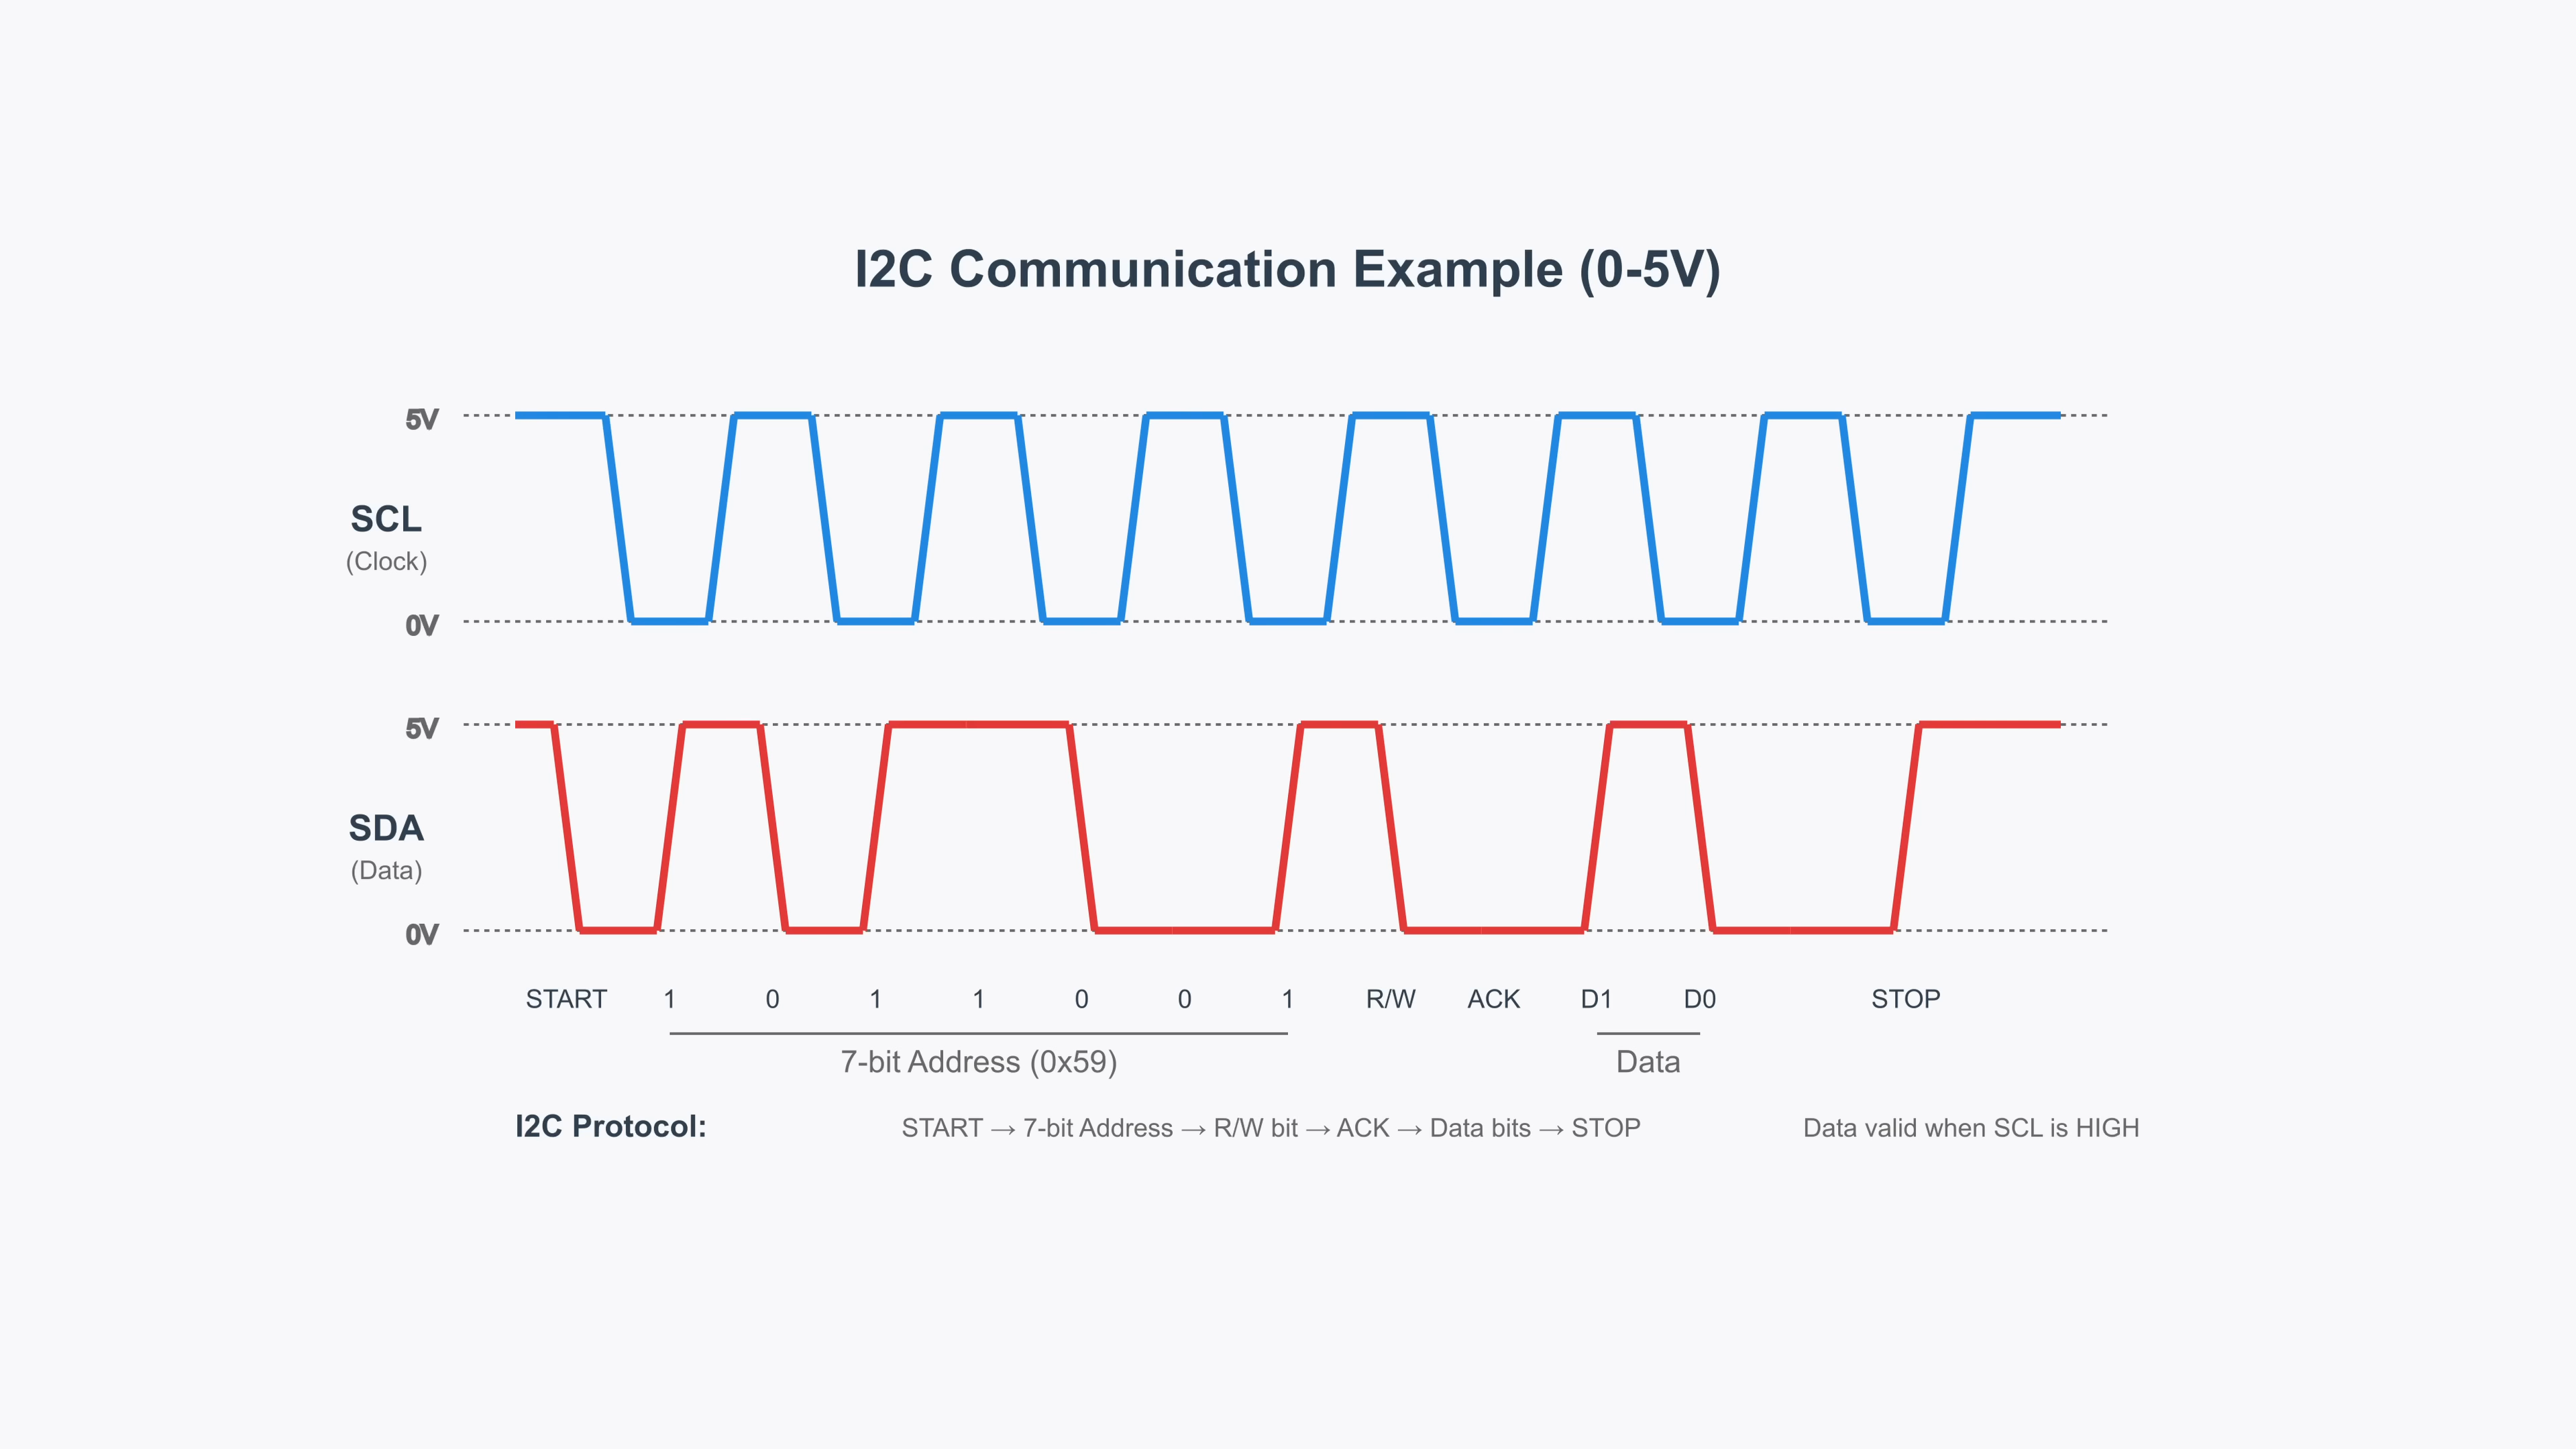 I2C Communication Example (0-5V)
5V
SCL
(Clock)
0V
5V
SDA
(Data)
0V
START 1 0 1 1 0 0 1 R/W ACK D1 D0 STOP
7-bit Address (0x59) Data
I2C Protocol: START → 7-bit Address → R/W bit → ACK → Data bits → STOP Data valid when SCL is HIGH